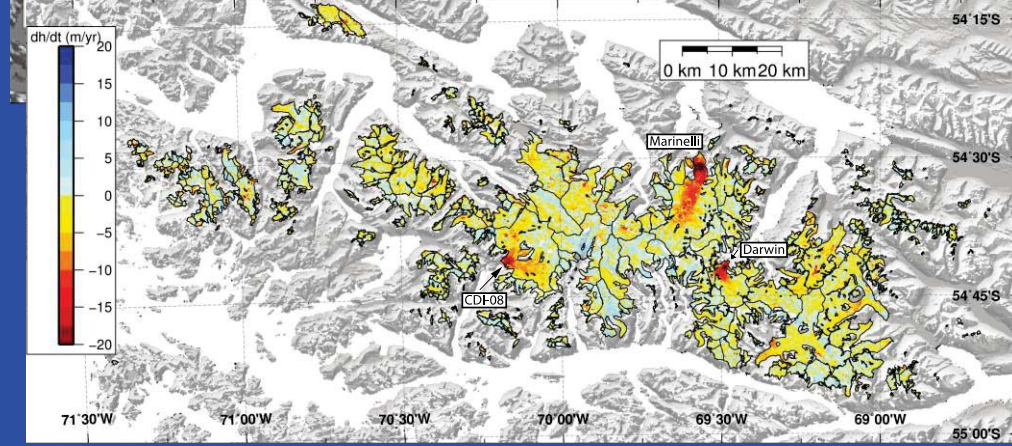 54˚15'S
dh/dt (m/yr)
20
15
10
5
0
−5
−10
−15
−20
0 km 10 km 20 km
Marinelli
54˚30'S
Darwin
CDI-08
54˚45'S
71˚30'W 71˚00'W 70˚30'W 70˚00'W 69˚30'W 69˚00'W
55˚00'S